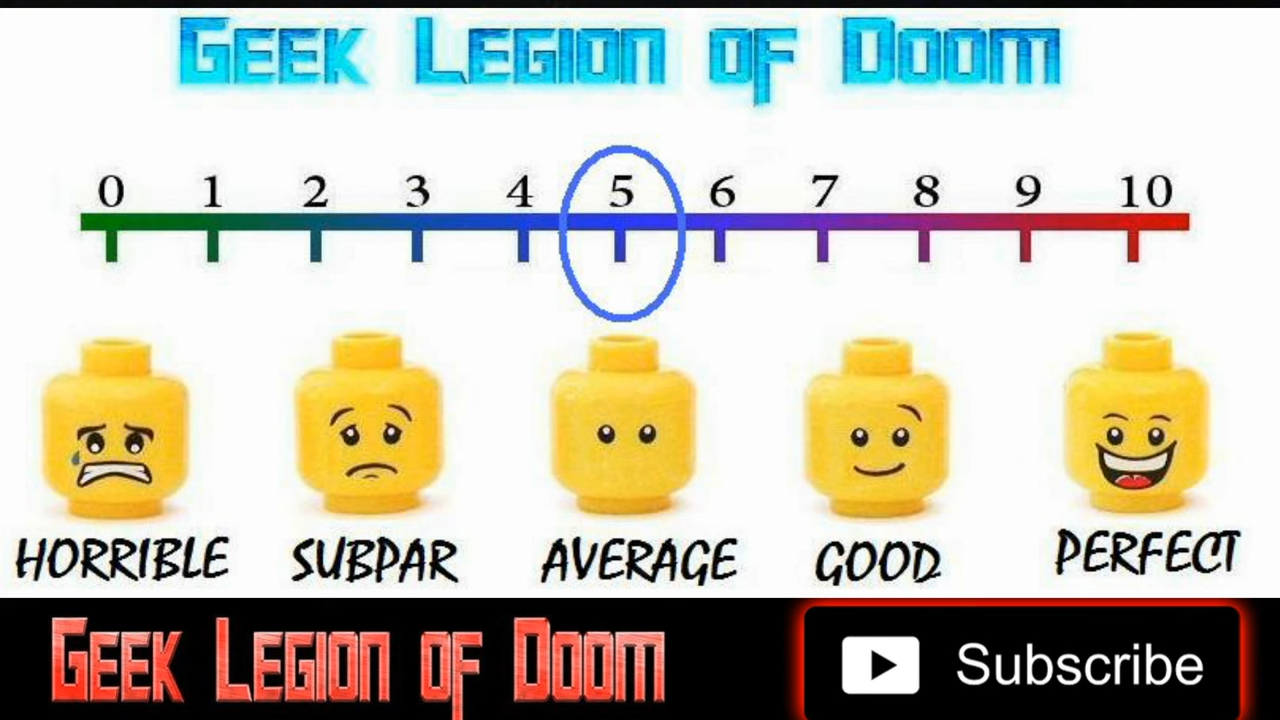 Geek Legion of Doom
0 1 2 3 4 5 6 7 8 9 10
HORRIBLE SUBPAR AVERAGE GOOD PERFECT
Geek Legion of Doom
Subscribe